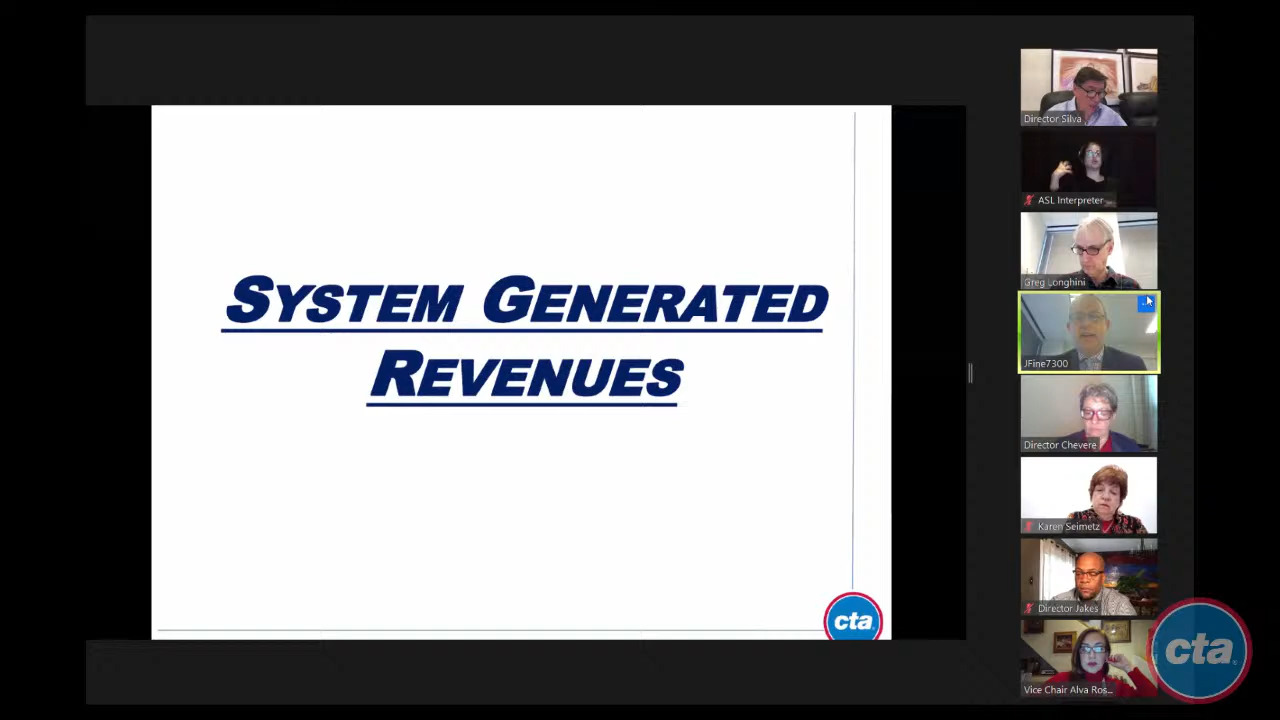 SYSTEM GENERATED
REVENUES
cta
Director Silva
ASL Interpreter...
Greg Longhini
JFine7300
Director Chevere
Karen Seimetz
Director Jakes
Vice Chair Alva Ros...
cta